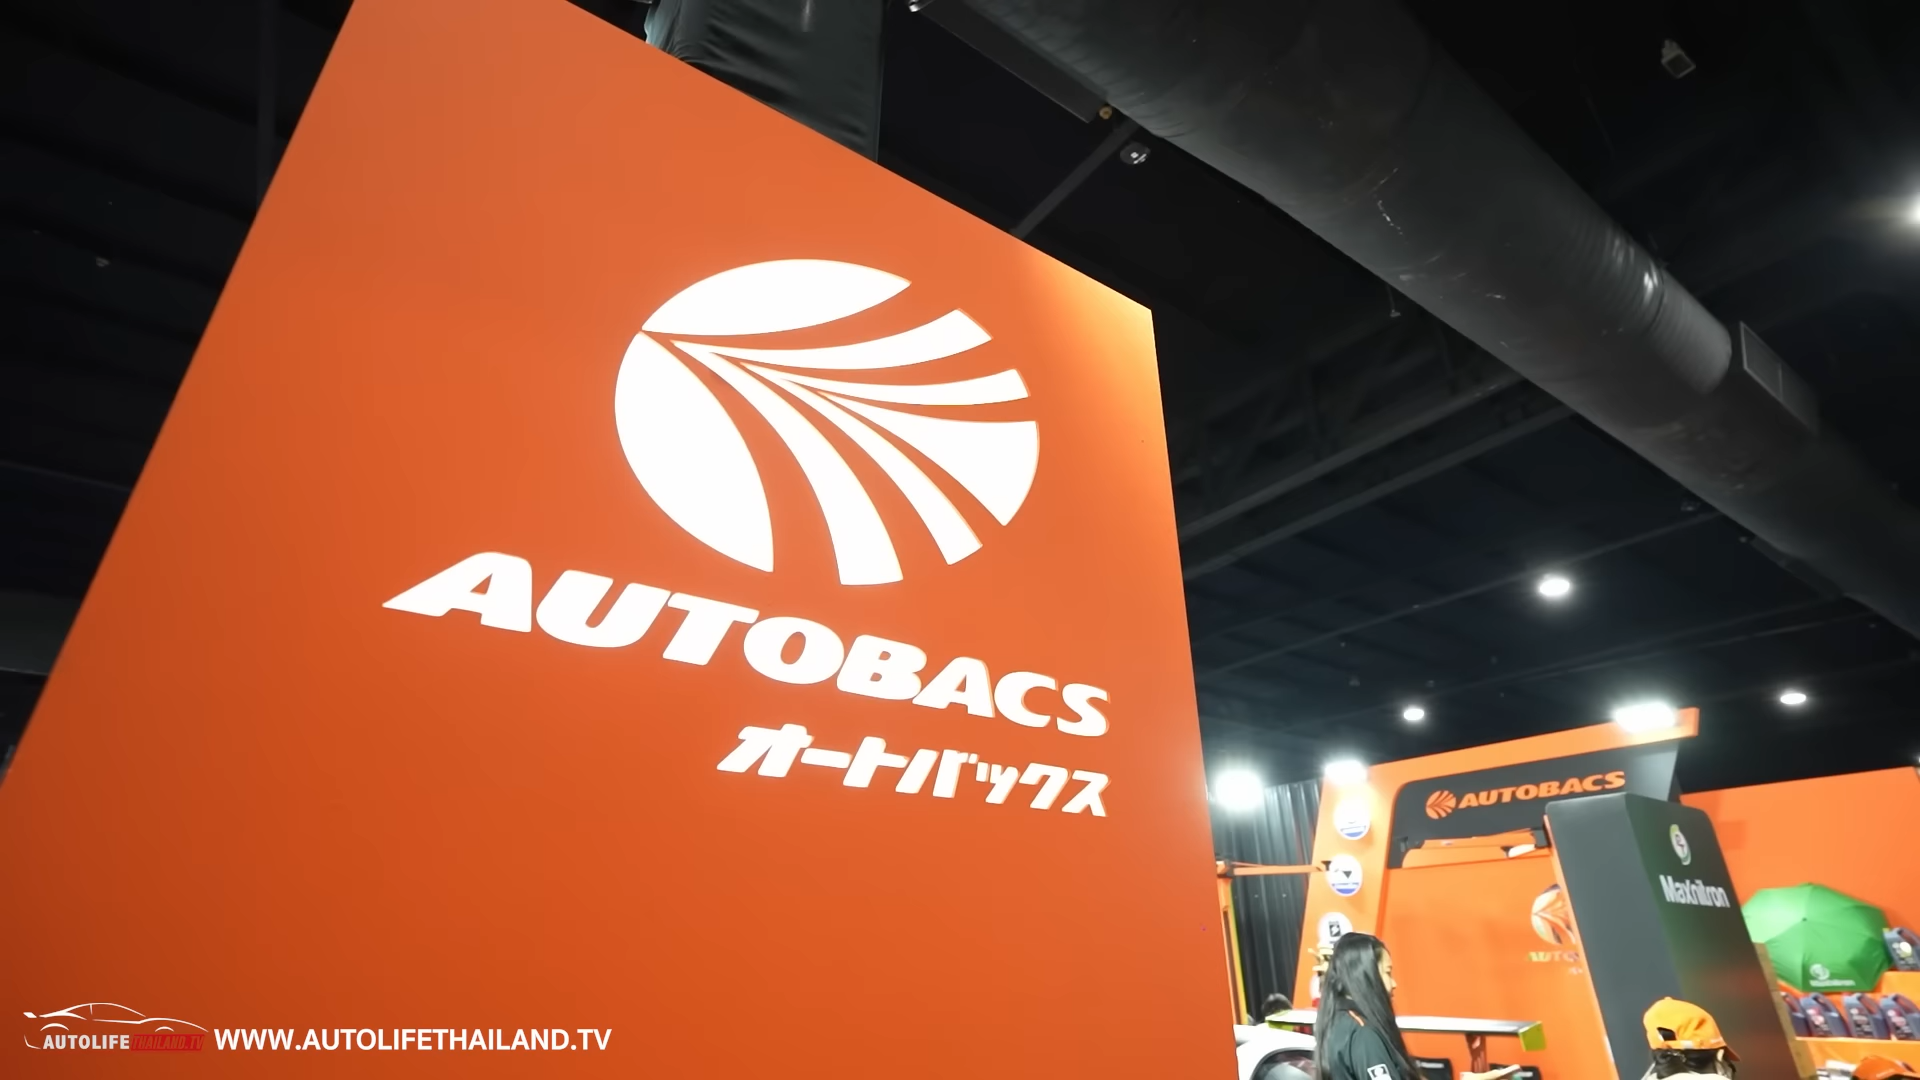 AUTOBACS
オートバックス
AUTOBACS
Maxnitron
AUTOLIFETHAILAND.TV
WWW.AUTOLIFETHAILAND.TV